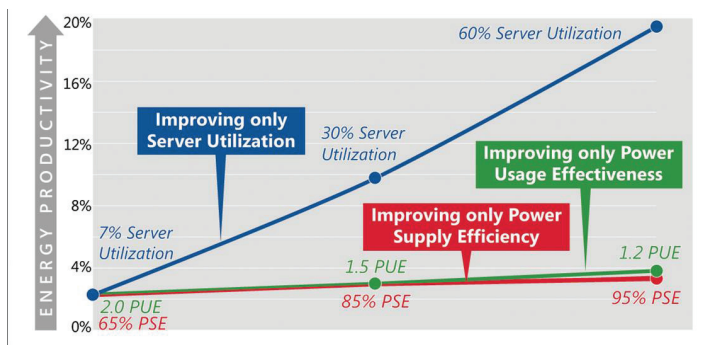 ENERGY PRODUCTIVITY
20%
16%
12%
8%
4%
0%
60% Server Utilization
Improving only
Server Utilization
30% Server
Utilization
Improving only Power
Usage Effectiveness
Improving only Power
Supply Efficiency
7% Server
Utilization
1.2 PUE
1.5 PUE
2.0 PUE
65% PSE
85% PSE
95% PSE